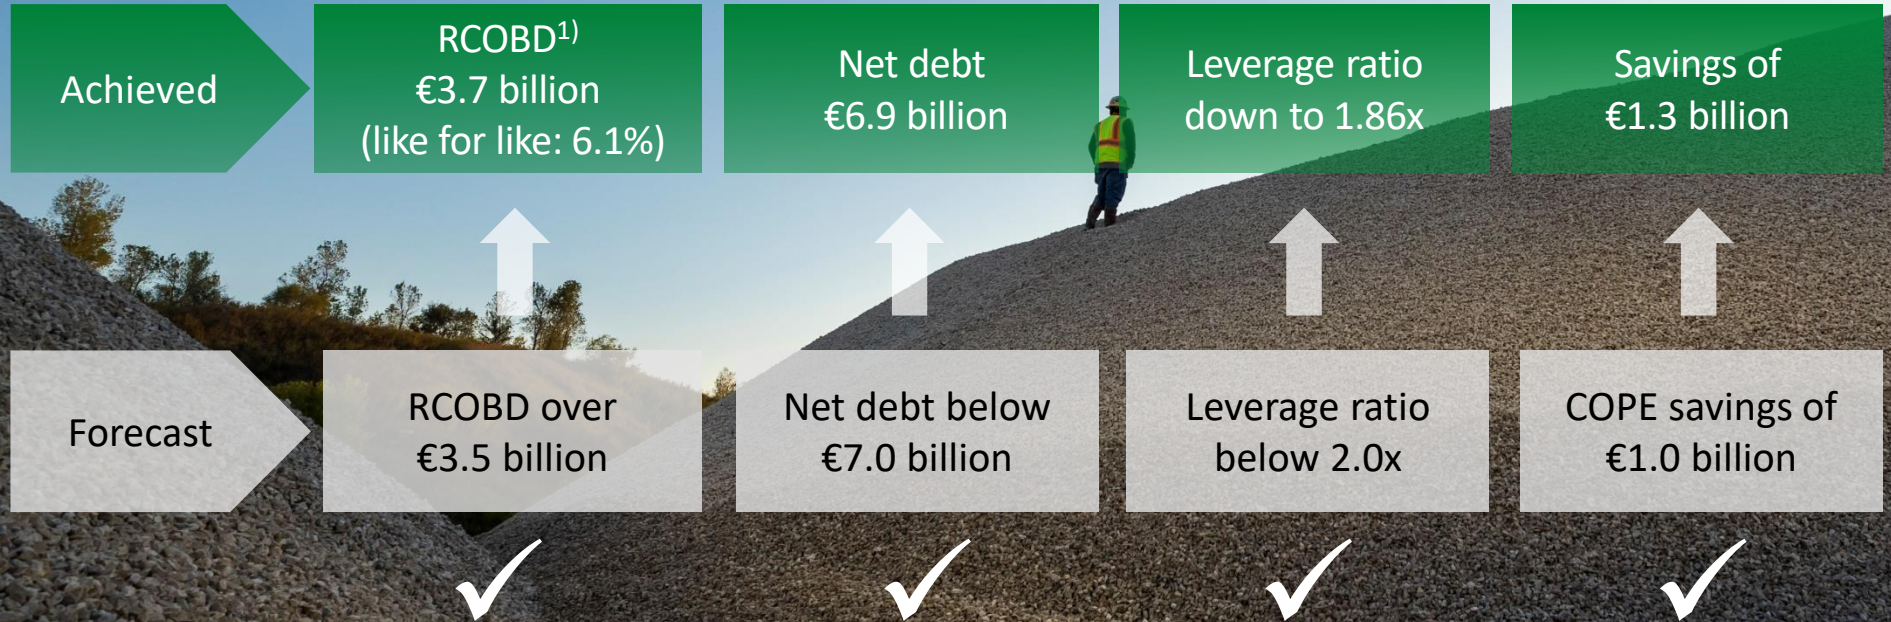 Achieved
RCOBD1)
€3.7 billion
(like for like: 6.1%)
Net debt
€6.9 billion
Leverage ratio
down to 1.86x
Savings of
€1.3 billion
Forecast
RCOBD over
€3.5 billion
Net debt below
€7.0 billion
Leverage ratio
below 2.0x
COPE savings of
€1.0 billion